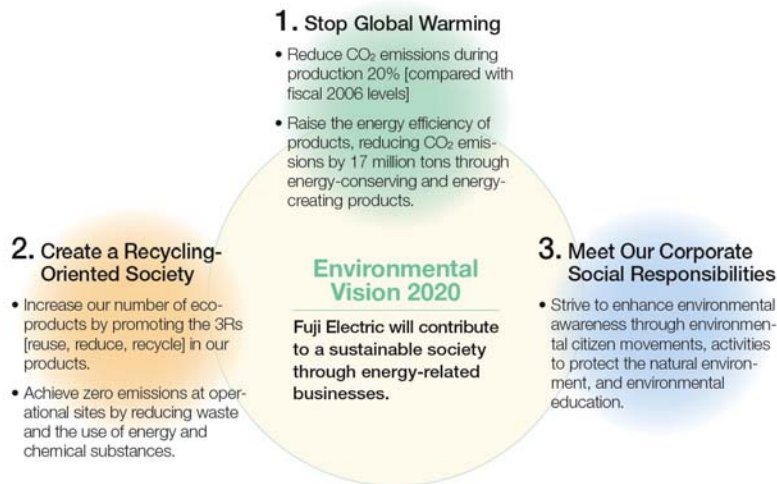 1. Stop Global Warming
• Reduce CO₂ emissions during
production 20% [compared with
fiscal 2006 levels]
• Raise the energy efficiency of
products, reducing CO₂ emis-
sions by 17 million tons through
energy-conserving and energy-
creating products.
2. Create a Recycling-
Oriented Society
• Increase our number of eco-
products by promoting the 3Rs
[reuse, reduce, recycle] in our
products.
• Achieve zero emissions at oper-
ational sites by reducing waste
and the use of energy and
chemical substances.
Environmental
Vision 2020
Fuji Electric will contribute
to a sustainable society
through energy-related
businesses.
3. Meet Our Corporate
Social Responsibilities
• Strive to enhance environmental
awareness through environmen-
tal citizen movements, activities
to protect the natural environ-
ment, and environmental
education.